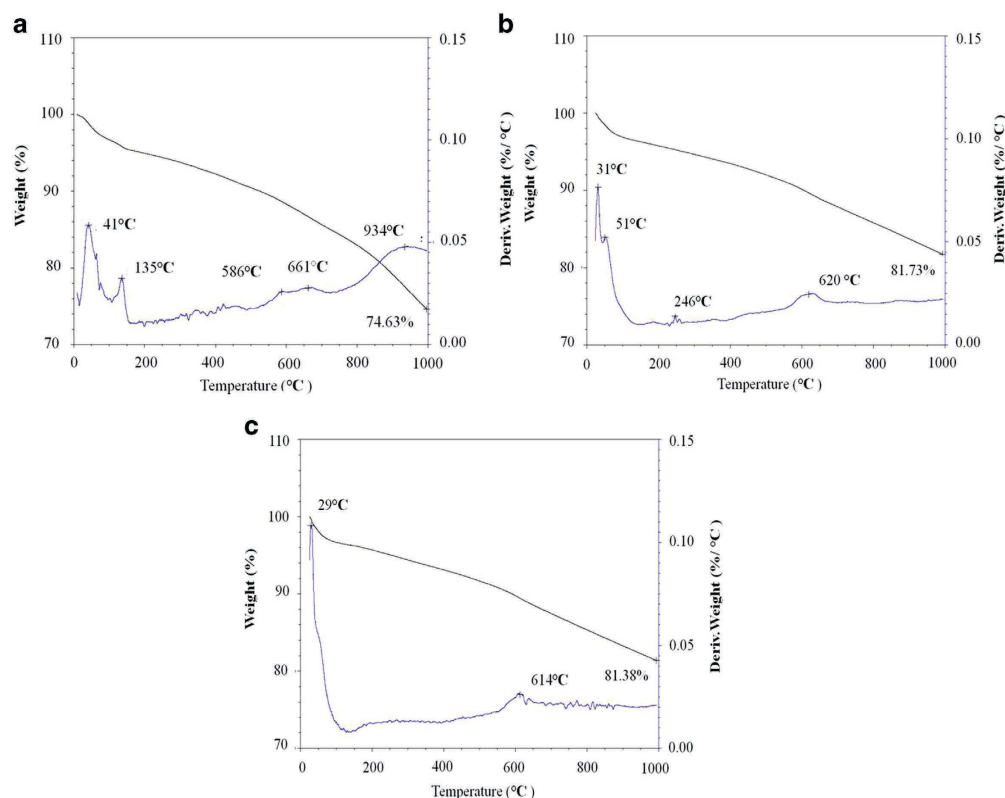 a
110
100
90
80
70
Weight (%)
41°C
135°C
586°C
661°C
934°C
:
74.63%
0.15
0.10
0.05
0.00
Deriv.Weight (%/ °C)
0
200
400
600
800
1000
Temperature (°C )
b
110
100
90
80
70
Weight (%)
31°C
51°C
246°C
620 °C
81.73%
0.15
0.10
0.05
0.00
Deriv.Weight (%/ °C)
0
200
400
600
800
1000
Temperature (°C )
c
110
100
90
80
70
Weight (%)
29°C
614°C
81.38%
0.15
0.10
0.05
0.00
Deriv.Weight (%/ °C)
0
200
400
600
800
1000
Temperature (°C )